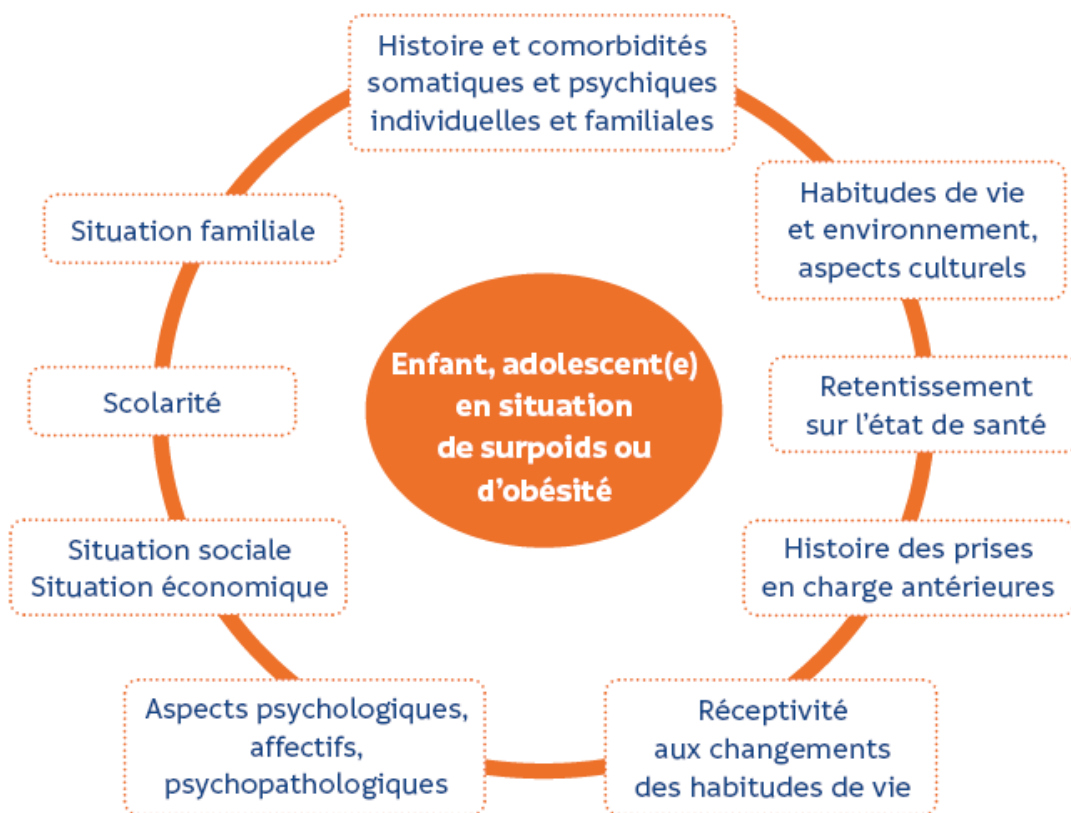 Histoire et comorbidités
somatiques et psychiques
individuelles et familiales
Habitudes de vie
et environnement,
aspects culturels
Retentissement
sur l’état de santé
Histoire des prises
en charge antérieures
Réceptivité
aux changements
des habitudes de vie
Aspects psychologiques,
affectifs,
psychopathologiques
Situation sociale
Situation économique
Scolarité
Situation familiale
Enfant, adolescent(e)
en situation
de surpoids ou
d’obésité